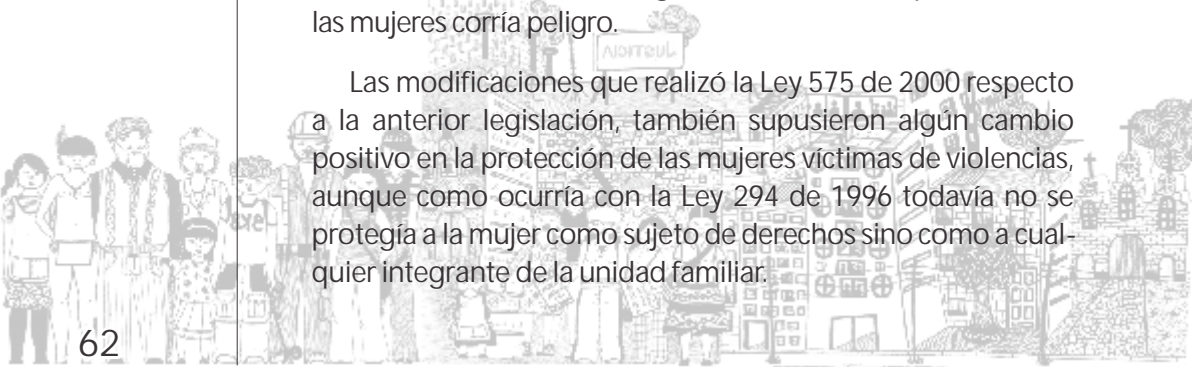 las mujeres corría peligro.
Las modificaciones que realizó la Ley 575 de 2000 respecto
a la anterior legislación, también supusieron algún cambio
positivo en la protección de las mujeres víctimas de violencias,
aunque como ocurría con la Ley 294 de 1996 todavía no se
protegía a la mujer como sujeto de derechos sino como a cual-
quier integrante de la unidad familiar.
62